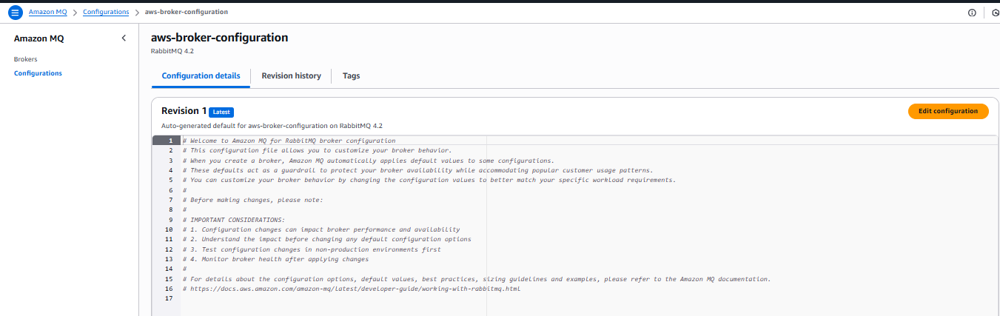 Amazon MQ > Configurations > aws-broker-configuration
Amazon MQ
Brokers
Configurations
aws-broker-configuration
RabbitMQ 4.2
Configuration details
Revision history
Tags
Revision 1 Latest
Edit configuration
Auto-generated default for aws-broker-configuration on RabbitMQ 4.2
1 # Welcome to Amazon MQ for RabbitMQ broker configuration
2 # This configuration file allows you to customize your broker behavior.
3 # When you create a broker, Amazon MQ automatically applies default values to some configurations.
4 # These defaults act as a guardrail to protect your broker availability while accommodating popular customer usage patterns.
5 # You can customize your broker behavior by changing the configuration values to better match your specific workload requirements.
6 #
7 # Before making changes, please note:
8 #
9 # IMPORTANT CONSIDERATIONS:
10 # 1. Configuration changes can impact broker performance and availability
11 # 2. Understand the impact before changing any default configuration options
12 # 3. Test configuration changes in non-production environments first
13 # 4. Monitor broker health after applying changes
14 #
15 # For details about the configuration options, default values, best practices, sizing guidelines and examples, please refer to the Amazon MQ documentation.
16 # https://docs.aws.amazon.com/amazon-mq/latest/developer-guide/working-with-rabbitmq.html
17